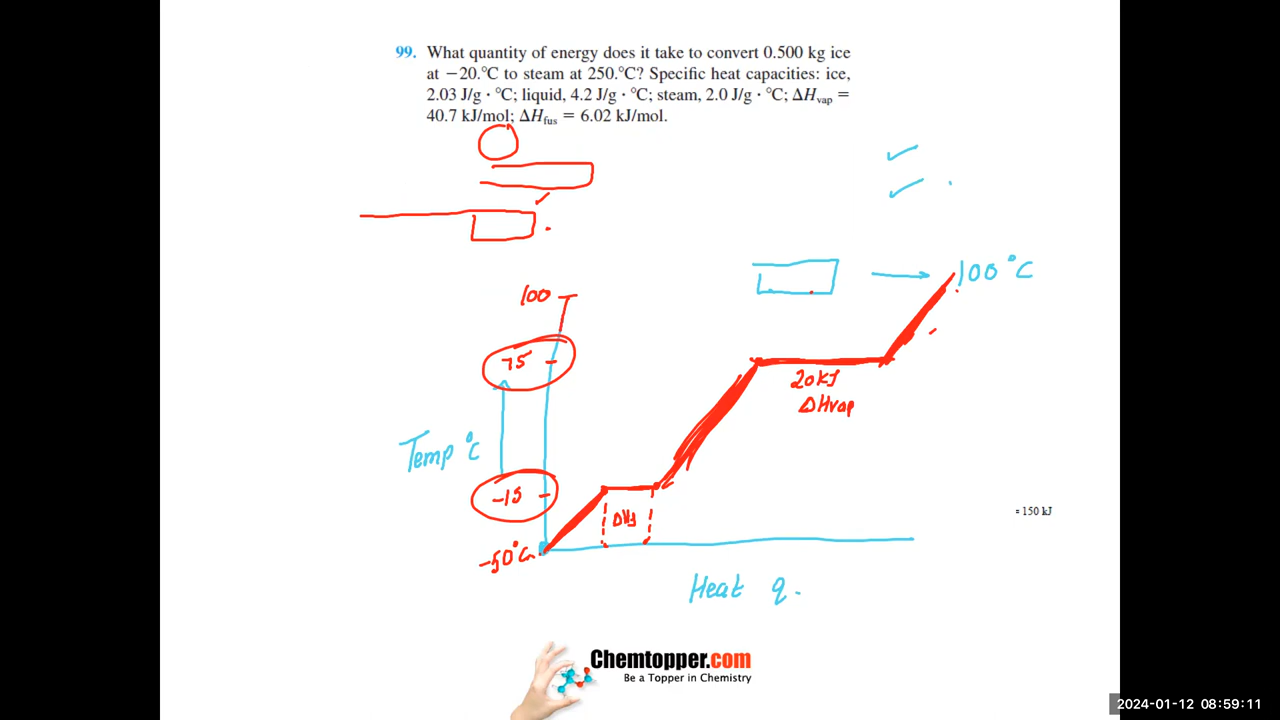 99. What quantity of energy does it take to convert 0.500 kg ice
at −20.°C to steam at 250.°C? Specific heat capacities: ice,
2.03 J/g · °C; liquid, 4.2 J/g · °C; steam, 2.0 J/g · °C; ΔHvap =
40.7 kJ/mol; ΔHfus = 6.02 kJ/mol.
100 °C
100
75
20kJ
ΔHvap
Temp °C
-15
ΔHf
= 150 kJ
-50°C
Heat q.
Chemtopper.com
Be a Topper in Chemistry
2024-01-12 08:59:11